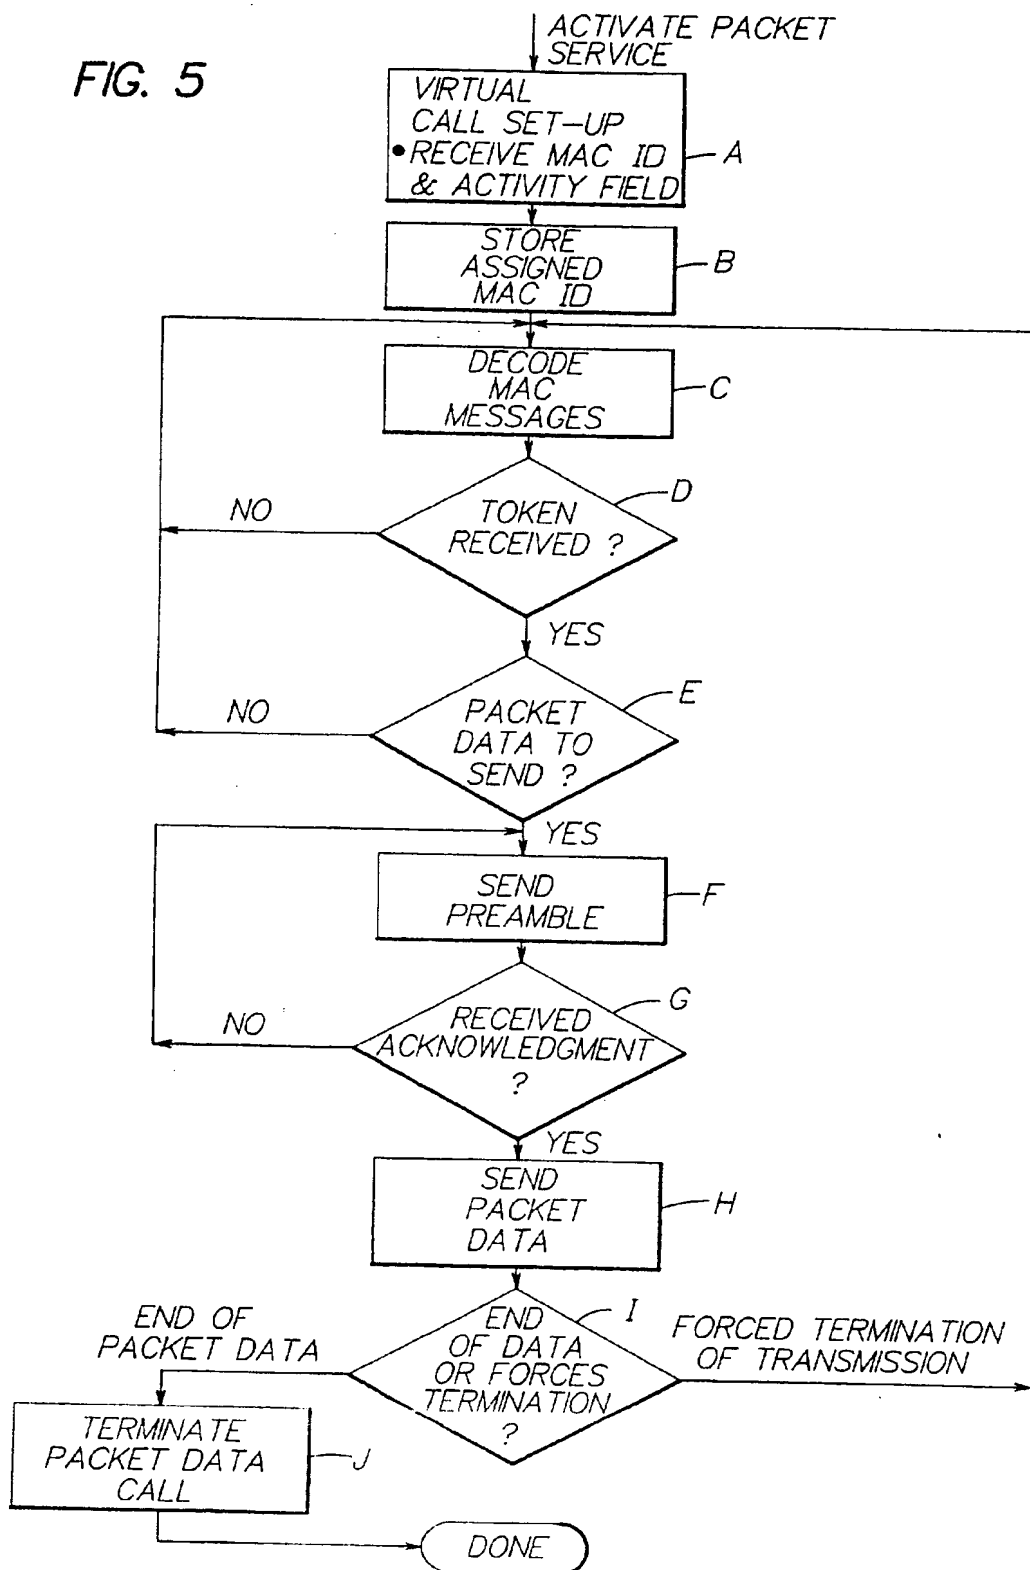 ACTIVATE PACKET
SERVICE
FIG. 5
VIRTUAL
CALL SET-UP
•RECEIVE MAC ID
& ACTIVITY FIELD
A
STORE
ASSIGNED
MAC ID
B
DECODE
MAC
MESSAGES
C
TOKEN
RECEIVED ?
D
NO
YES
PACKET
DATA TO
SEND ?
E
NO
YES
SEND
PREAMBLE
F
RECEIVED
ACKNOWLEDGMENT
?
G
NO
YES
SEND
PACKET
DATA
H
END
OF DATA
OR FORCES
TERMINATION
?
I
END OF
PACKET DATA
FORCED TERMINATION
OF TRANSMISSION
TERMINATE
PACKET DATA
CALL
J
DONE